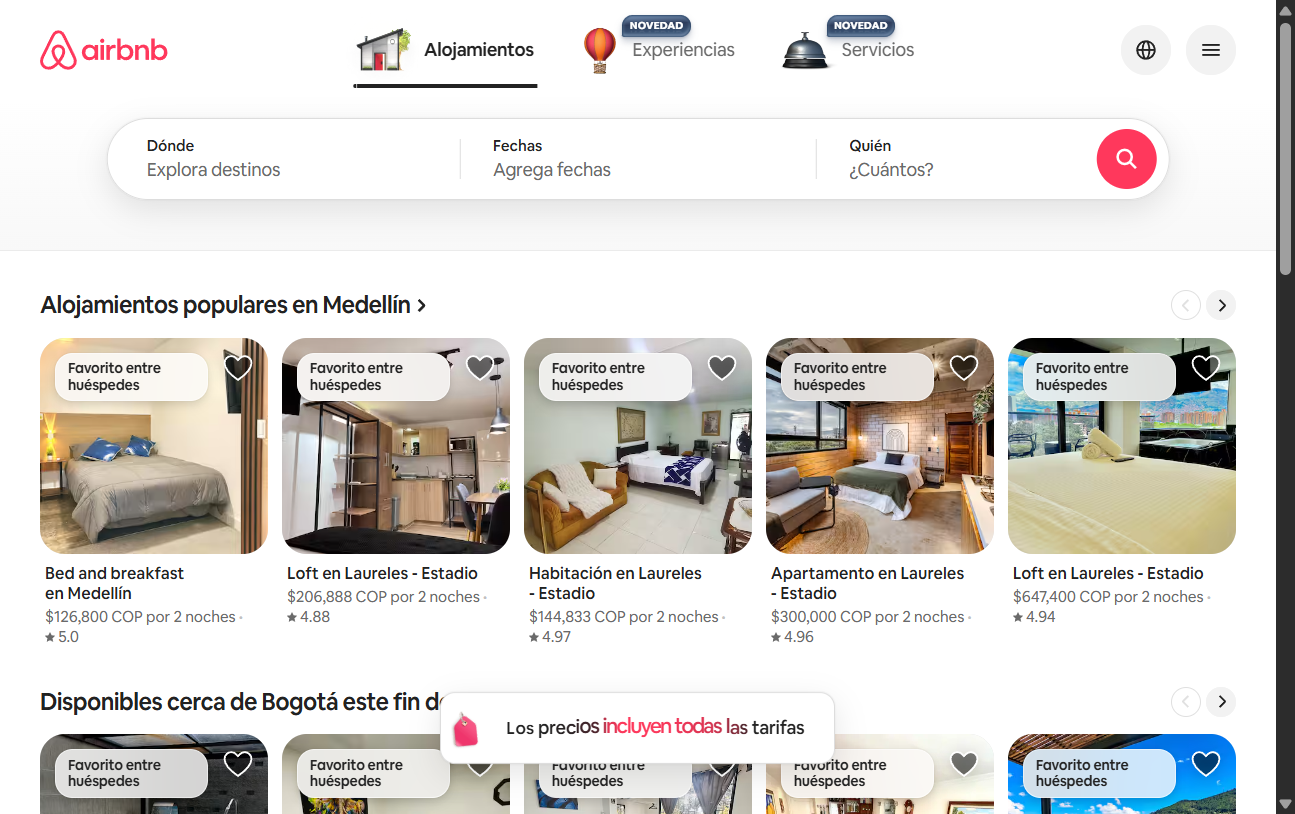 airbnb
Alojamientos
NOVEDAD
Experiencias
NOVEDAD
Servicios
Dónde
Explora destinos
Fechas
Agrega fechas
Quién
¿Cuántos?
Alojamientos populares en Medellín
Favorito entre
huéspedes
Favorito entre
huéspedes
Favorito entre
huéspedes
Favorito entre
huéspedes
Favorito entre
huéspedes
Bed and breakfast
en Medellín
$126,800 COP por 2 noches ·
★ 5.0
Loft en Laureles - Estadio
$206,888 COP por 2 noches ·
★ 4.88
Habitación en Laureles
- Estadio
$144,833 COP por 2 noches ·
★ 4.97
Apartamento en Laureles
- Estadio
$300,000 COP por 2 noches ·
★ 4.96
Loft en Laureles - Estadio
$647,400 COP por 2 noches ·
★ 4.94
Disponibles cerca de Bogotá este fin
Los precios incluyen todas las tarifas
Favorito entre
huéspedes
Favorito entre
huéspedes
Favorito entre
huéspedes
Favorito entre
huéspedes
Favorito entre
huéspedes